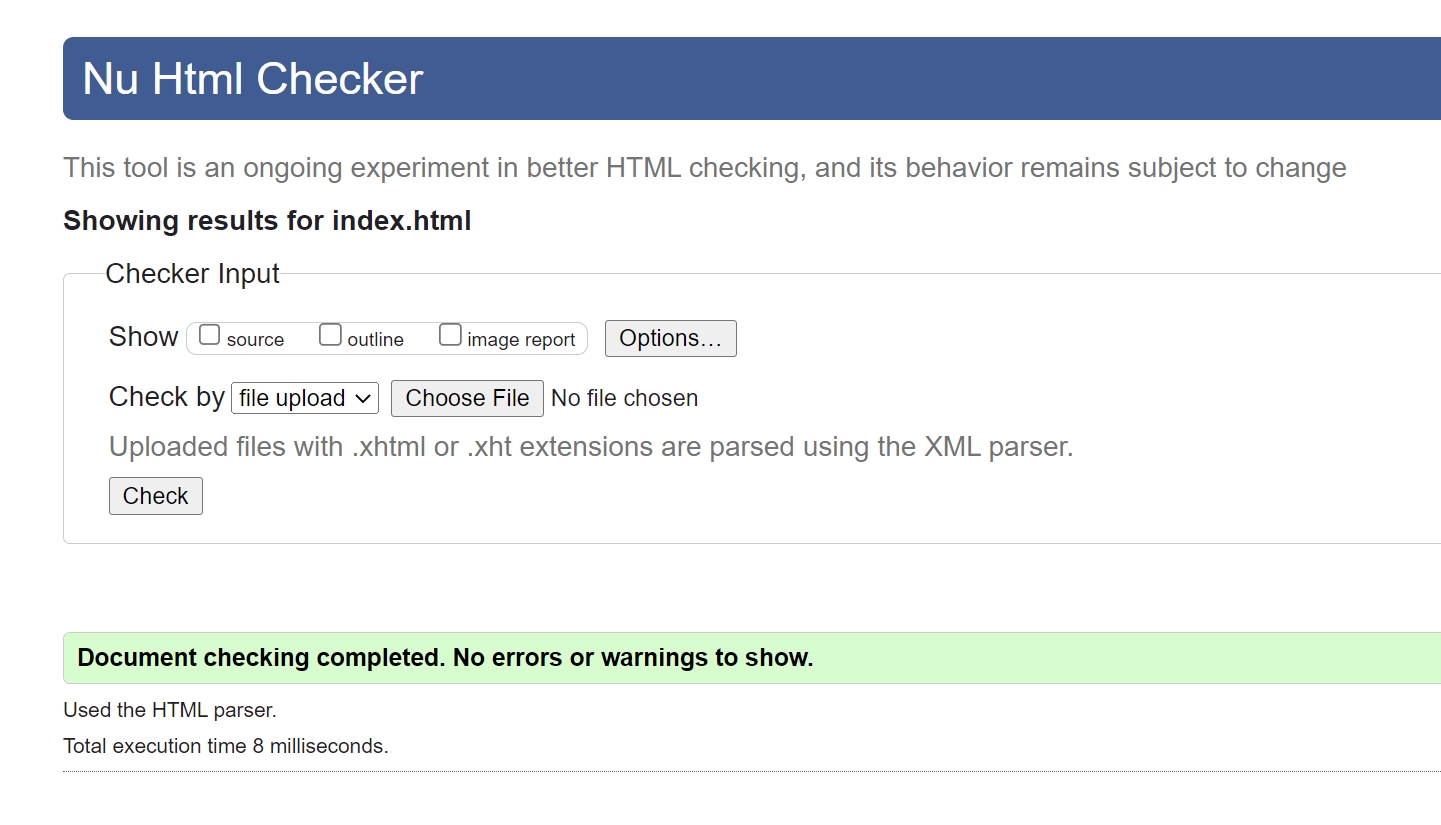 Nu Html Checker
This tool is an ongoing experiment in better HTML checking, and its behavior remains subject to change
Showing results for index.html
Checker Input
Show source outline image report Options…
Check by file upload Choose File No file chosen
Uploaded files with .xhtml or .xht extensions are parsed using the XML parser.
Check
Document checking completed. No errors or warnings to show.
Used the HTML parser.
Total execution time 8 milliseconds.